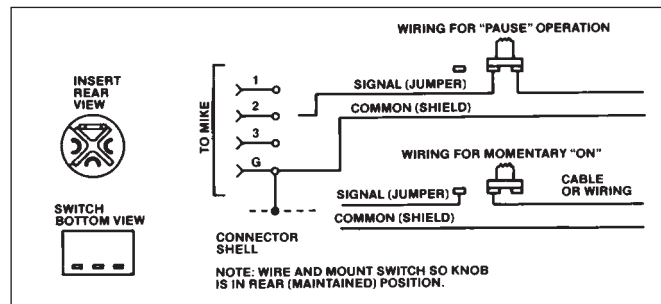 WIRING FOR "PAUSE" OPERATION
INSERT
REAR
VIEW
TO MIKE
1
2
3
G
SIGNAL (JUMPER)
COMMON (SHIELD)
WIRING FOR MOMENTARY "ON"
SIGNAL (JUMPER)
CABLE
OR WIRING
COMMON (SHIELD)
SWITCH
BOTTOM VIEW
CONNECTOR
SHELL
NOTE: WIRE AND MOUNT SWITCH SO KNOB
IS IN REAR (MAINTAINED) POSITION.